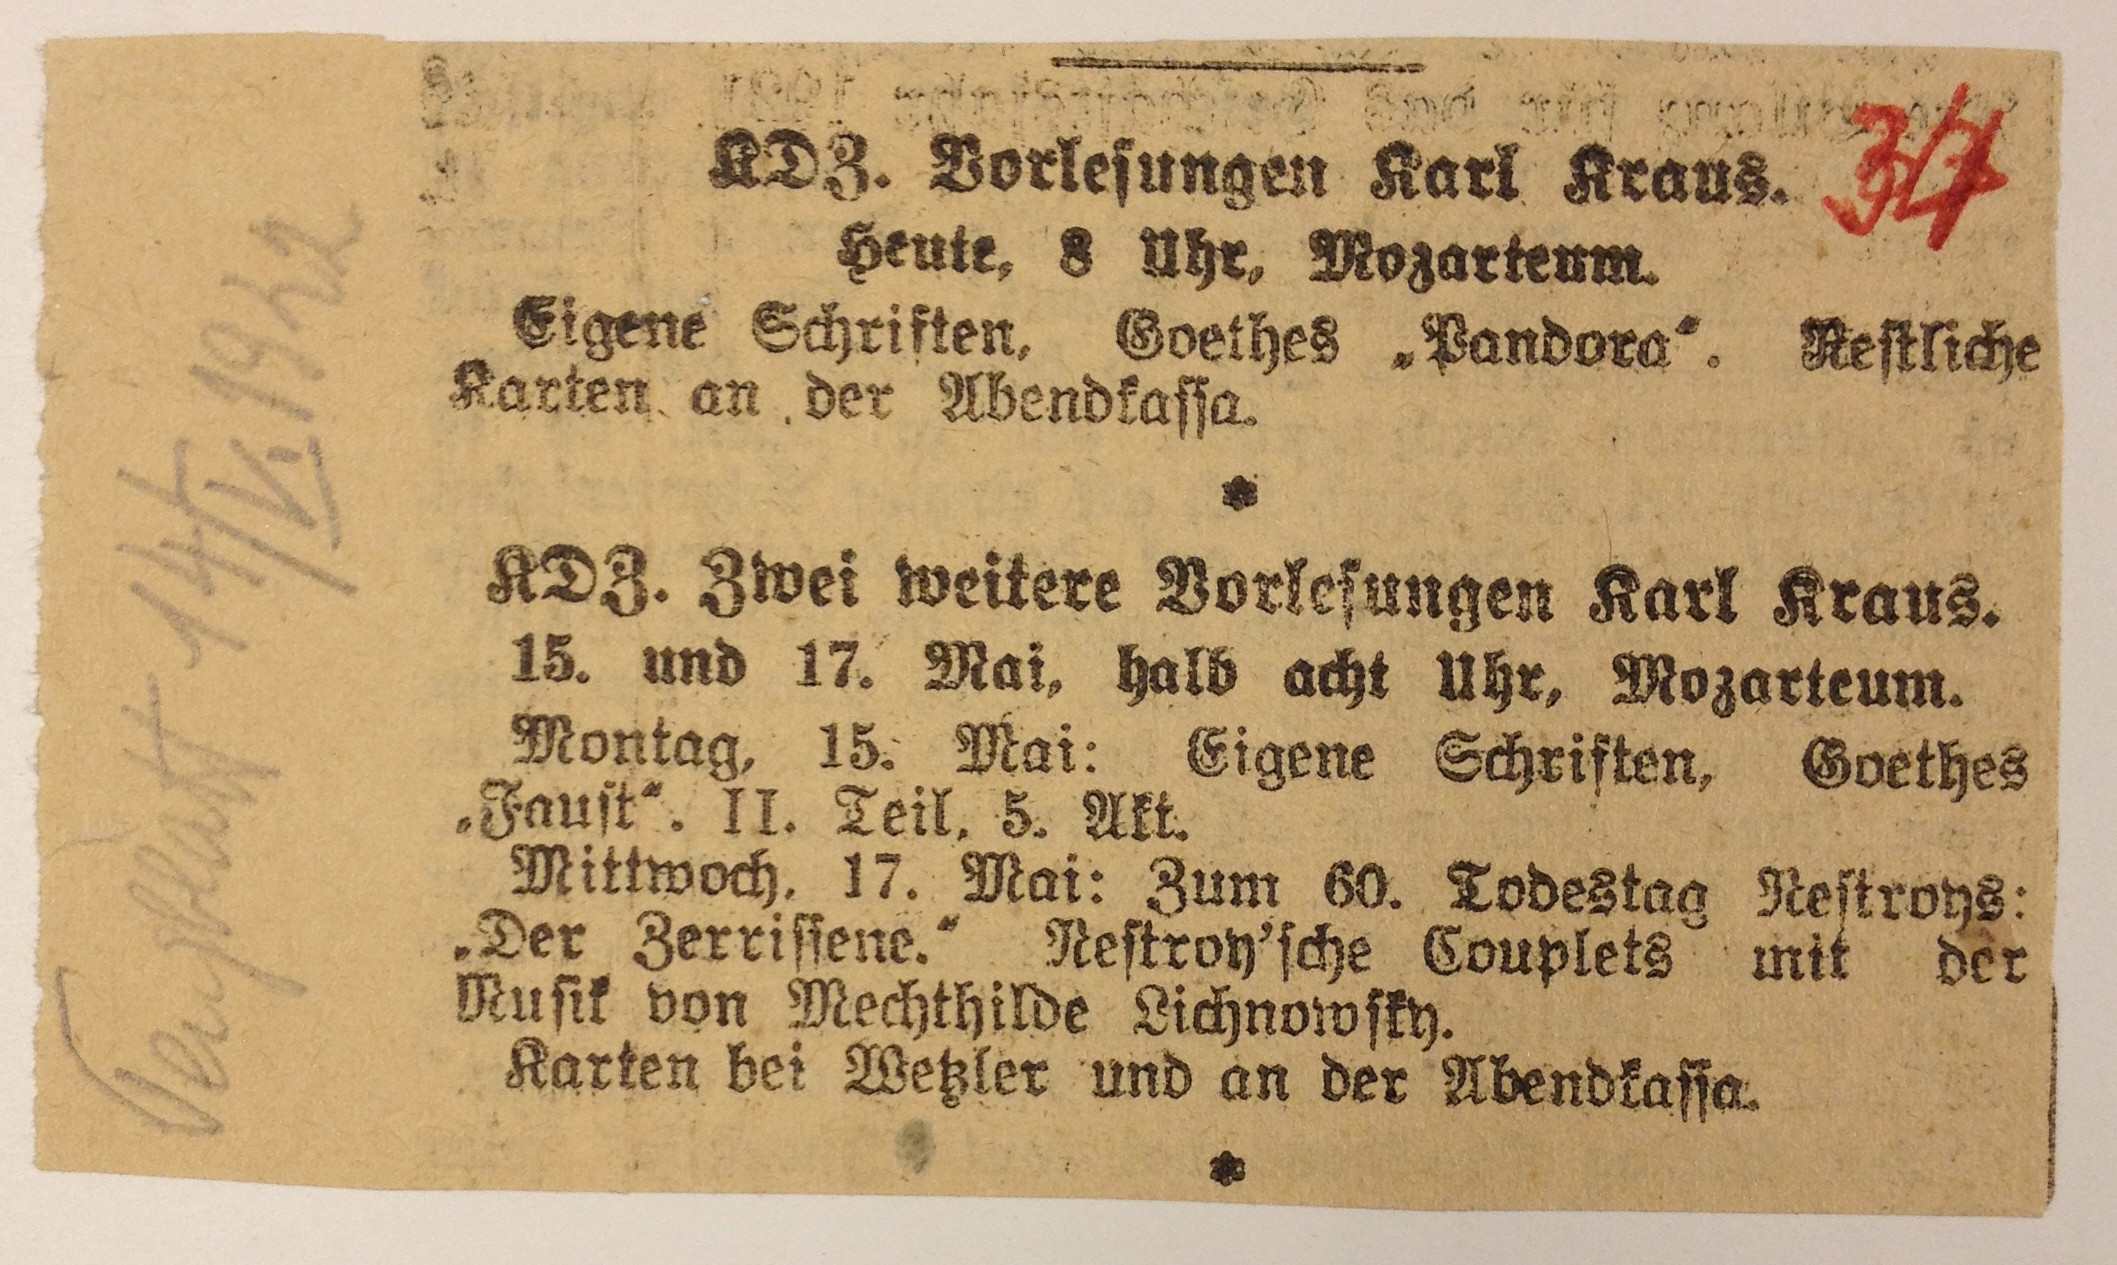 KDZ. Vorlesungen Karl Kraus.
Heute, 8 Uhr, Mozarteum.
Eigene Schriften, Goethes „Pandora“. Restliche
Karten an der Abendkassa.
*
KDZ. Zwei weitere Vorlesungen Karl Kraus.
15. und 17. Mai, halb acht Uhr, Mozarteum.
Montag, 15. Mai: Eigene Schriften, Goethes
„Faust“. II. Teil, 5. Akt.
Mittwoch, 17. Mai: Zum 60. Todestag Nestroys:
„Der Zerrissene.“ Nestroy'sche Couplets mit der
Musik von Mechthilde Lichnowsky.
Karten bei Wetzler und an der Abendkassa.
*
14/V. 1922